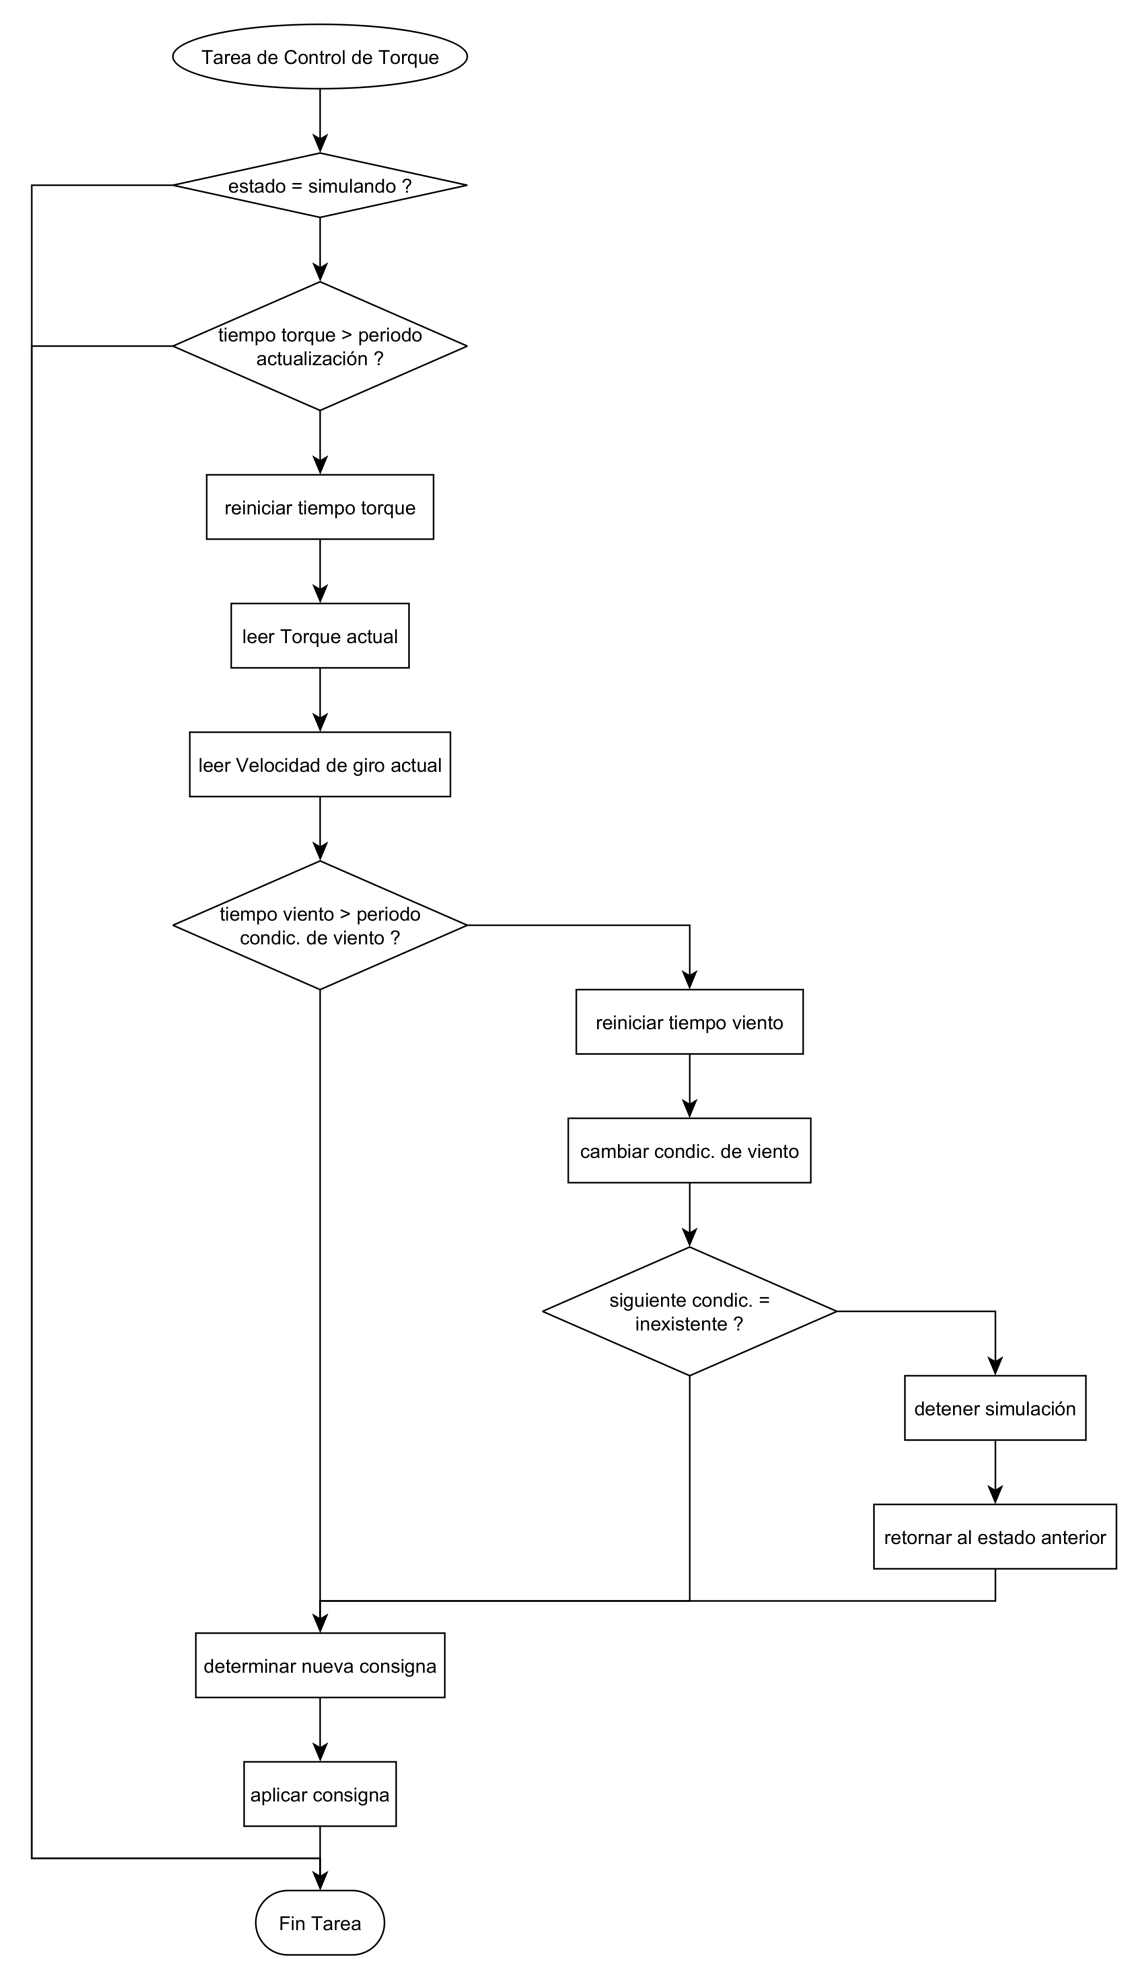 Tarea de Control de Torque
estado = simulando ?
tiempo torque > periodo
actualización ?
reiniciar tiempo torque
leer Torque actual
leer Velocidad de giro actual
tiempo viento > periodo
condic. de viento ?
reiniciar tiempo viento
cambiar condic. de viento
siguiente condic. =
inexistente ?
detener simulación
retornar al estado anterior
determinar nueva consigna
aplicar consigna
Fin Tarea